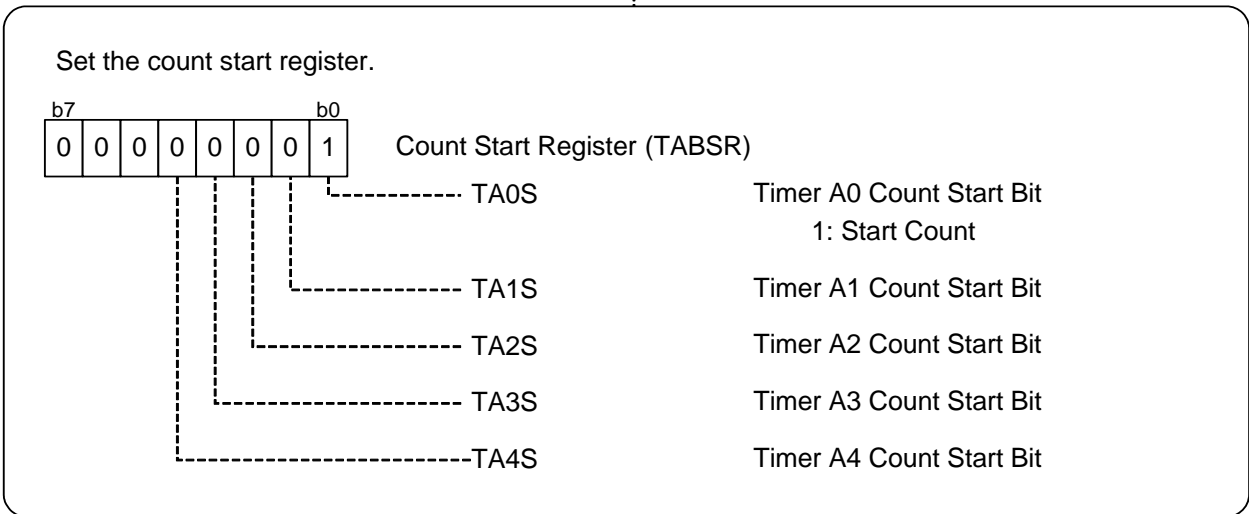 Set the count start register.
b7 b0
0 0 0 0 0 0 0 1 Count Start Register (TABSR)
TA0S Timer A0 Count Start Bit
1: Start Count
TA1S Timer A1 Count Start Bit
TA2S Timer A2 Count Start Bit
TA3S Timer A3 Count Start Bit
TA4S Timer A4 Count Start Bit